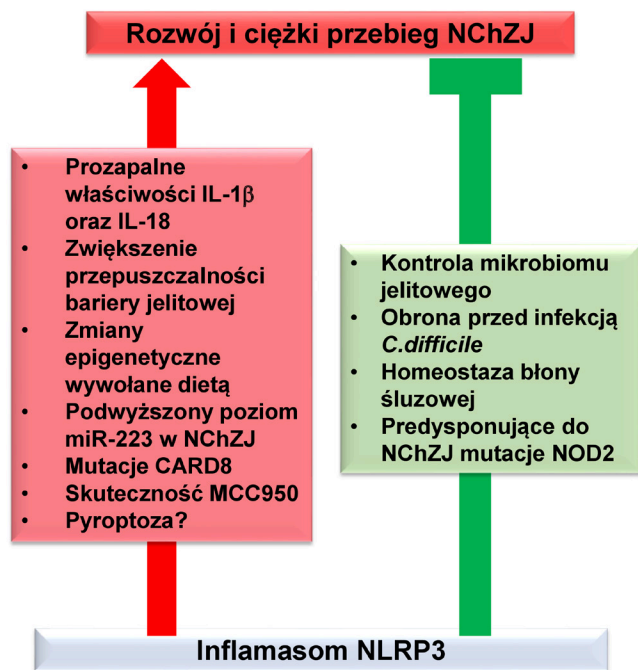 Rozwój i ciężki przebieg NChZJ
• Prozapalne
właściwości IL-1β
oraz IL-18
• Zwiększenie
przepuszczalności
bariery jelitowej
• Zmiany
epigenetyczne
wywołane dietą
• Podwyższony poziom
miR-223 w NChZJ
• Mutacje CARD8
• Skuteczność MCC950
• Pyroptoza?
• Kontrola mikrobiomu
jelitowego
• Obrona przed infekcją
C.difficile
• Homeostaza błony
śluzowej
• Predysponujące do
NChZJ mutacje NOD2
Inflamasom NLRP3